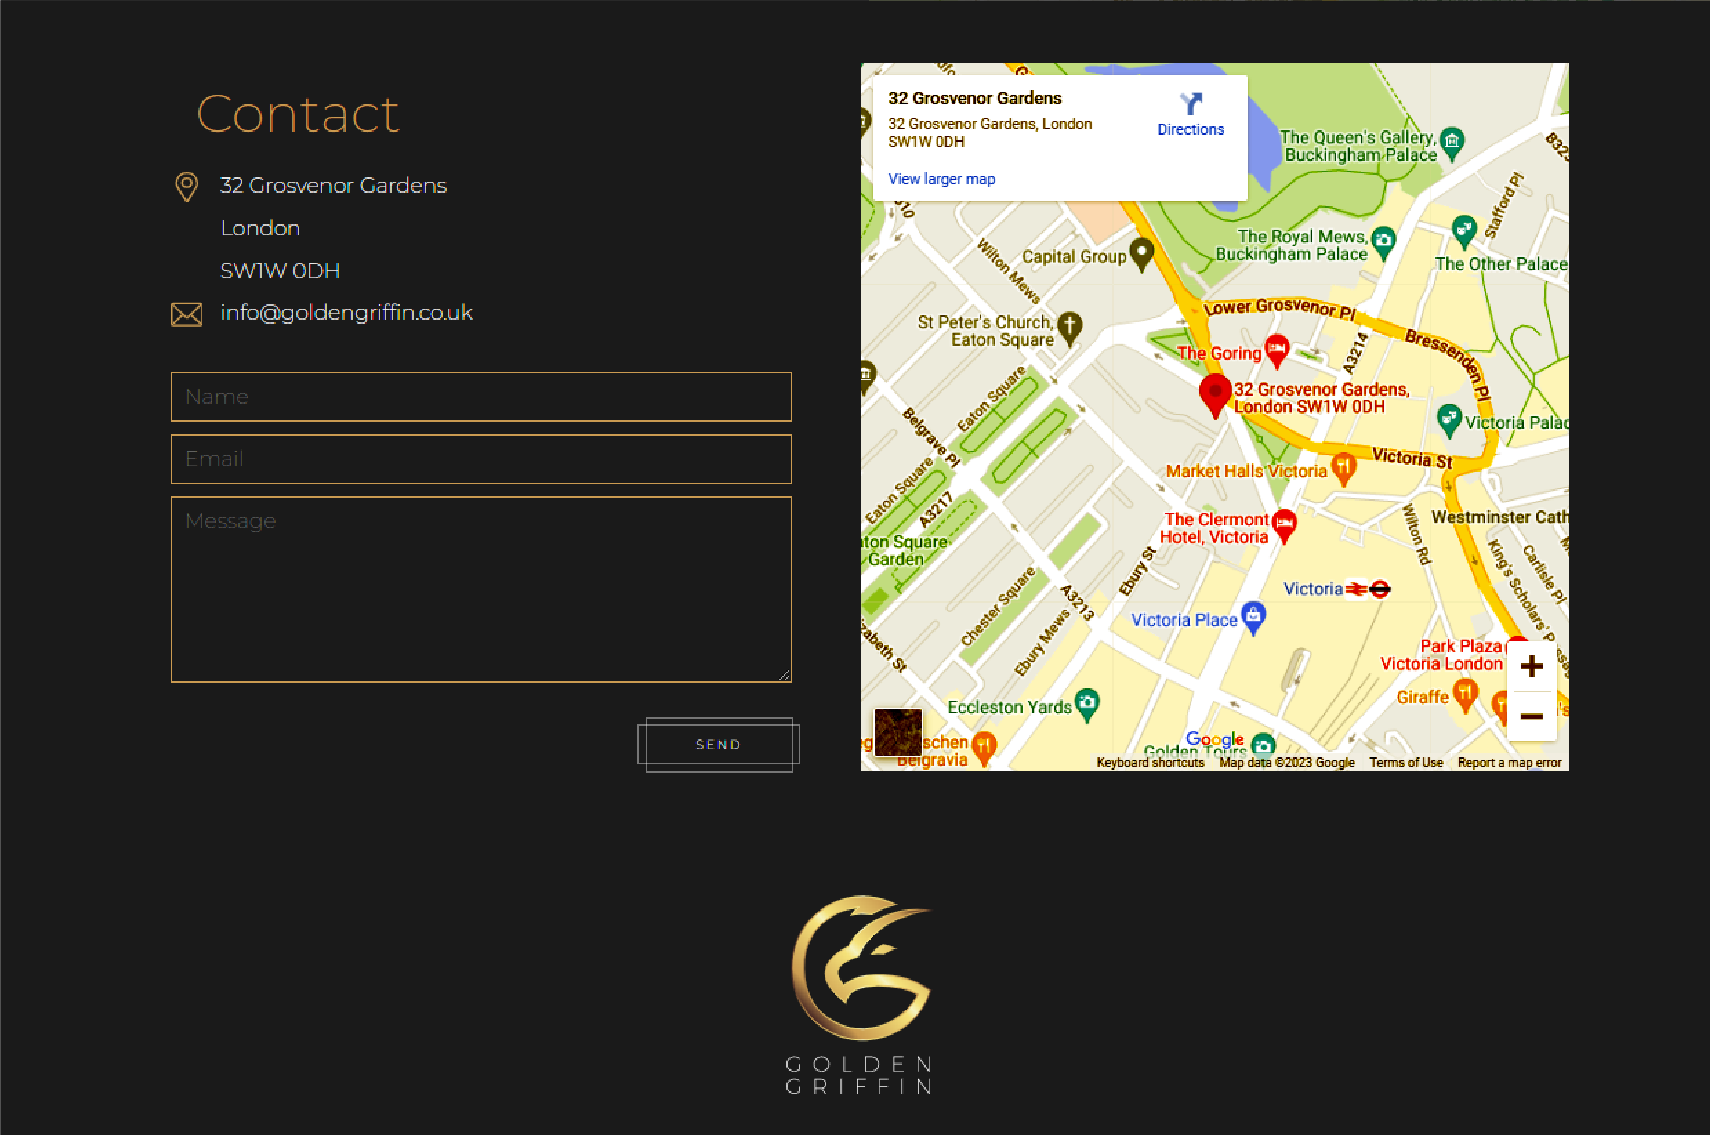 Contact
32 Grosvenor Gardens
London
SW1W 0DH
info@goldengriffin.co.uk
Name
Email
Message
SEND
32 Grosvenor Gardens
32 Grosvenor Gardens, London
SW1W 0DH
Directions
View larger map
The Queen's Gallery,
Buckingham Palace
Stafford Pl
The Royal Mews,
Buckingham Palace
The Other Palace
Capital Group
Wilton Mews
Lower Grosvenor Pl
Bressenden Pl
A3214
St Peter's Church,
Eaton Square
The Goring
32 Grosvenor Gardens,
London SW1W 0DH
Eaton Square
Belgrave Pl
Victoria Palac
Victoria St
Market Halls Victoria
Eaton Square
A3217
The Clermont
Hotel, Victoria
Wilton Rd
Westminster Cath
King's Scholars'
Carlisle Pl
ton Square
Garden
Ebury St
Chester Square
A3213
Ebury Mews
Victoria
Victoria Place
zabeth St
Park Plaza
Victoria London
Giraffe
Eccleston Yards
schen
Belgravia
Golden Tours
Google
+
−
Keyboard shortcuts Map data ©2023 Google Terms of Use Report a map error
GOLDEN
GRIFFIN